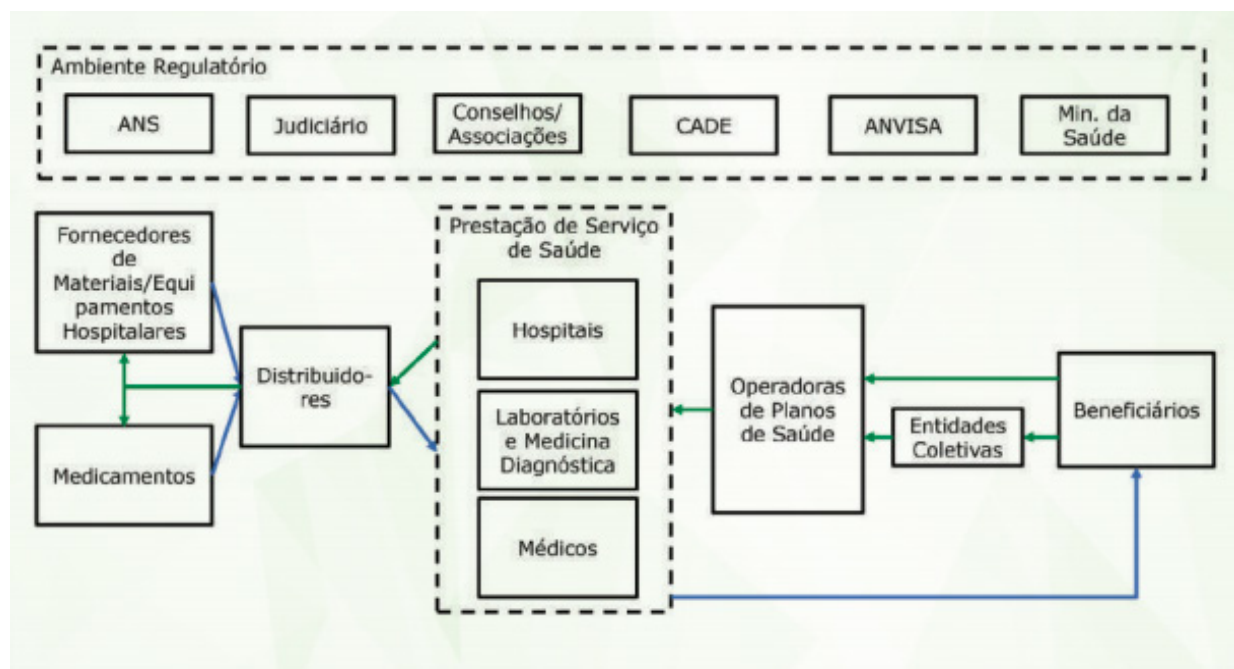 Ambiente Regulatório
ANS
Judiciário
Conselhos/
Associações
CADE
ANVISA
Min. da
Saúde
Fornecedores
de
Materiais/Equi
pamentos
Hospitalares
Medicamentos
Distribuido-
res
Prestação de Serviço
de Saúde
Hospitais
Laboratórios
e Medicina
Diagnóstica
Médicos
Operadoras
de Planos
de Saúde
Entidades
Coletivas
Beneficiários